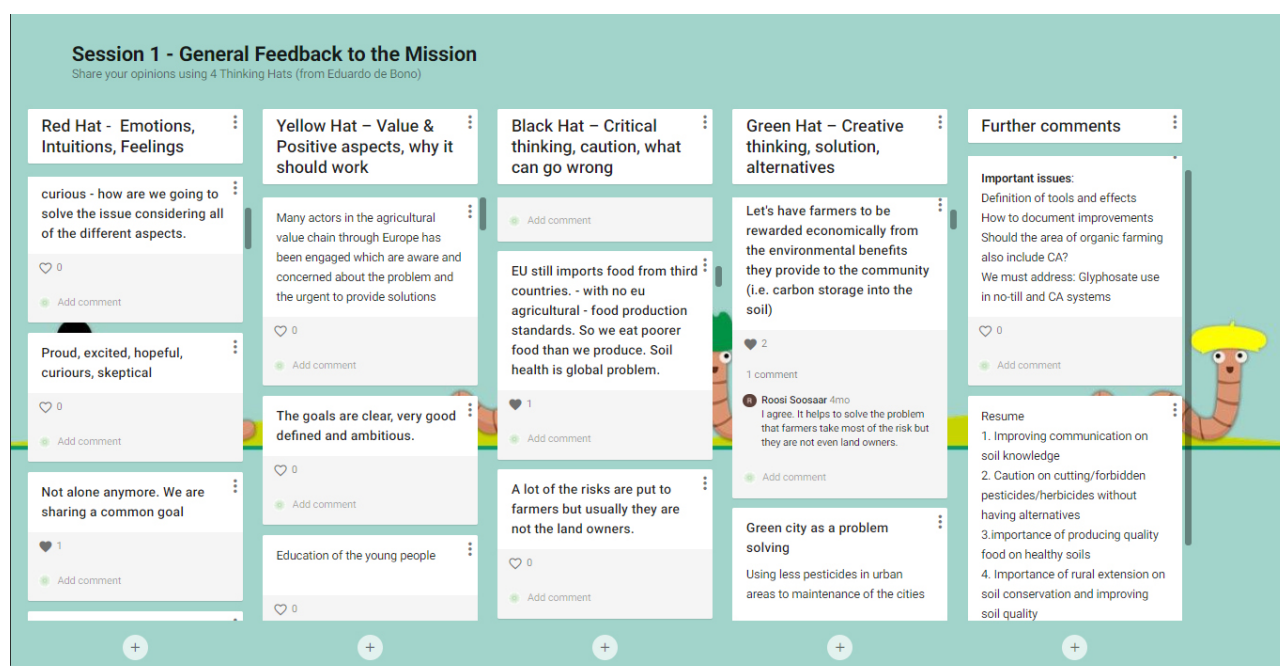 Session 1 - General Feedback to the Mission
Share your opinions using 4 Thinking Hats (from Eduardo de Bono)
Red Hat - Emotions,
Intuitions, Feelings
curious - how are we going to
solve the issue considering all
of the different aspects.
0
Add comment
Proud, excited, hopeful,
curiours, skeptical
0
Add comment
Not alone anymore. We are
sharing a common goal
1
Add comment
Yellow Hat – Value &
Positive aspects, why it
should work
Many actors in the agricultural
value chain through Europe has
been engaged which are aware and
concerned about the problem and
the urgent to provide solutions
0
Add comment
The goals are clear, very good
defined and ambitious.
0
Add comment
Education of the young people
0
Black Hat – Critical
thinking, caution, what
can go wrong
Add comment
EU still imports food from third
countries. - with no eu
agricultural - food production
standards. So we eat poorer
food than we produce. Soil
health is global problem.
1
Add comment
A lot of the risks are put to
farmers but usually they are
not the land owners.
0
Add comment
Green Hat – Creative
thinking, solution,
alternatives
Let's have farmers to be
rewarded economically from
the environmental benefits
they provide to the community
(i.e. carbon storage into the
soil)
2
1 comment
R Roosi Soosaar 4mo
I agree. It helps to solve the problem
that farmers take most of the risk but
they are not even land owners.
Add comment
Green city as a problem
solving
Using less pesticides in urban
areas to maintenance of the cities
Further comments
Important issues:
Definition of tools and effects
How to document improvements
Should the area of organic farming
also include CA?
We must address: Glyphosate use
in no-till and CA systems
0
Add comment
Resume
1. Improving communication on
soil knowledge
2. Caution on cutting/forbidden
pesticides/herbicides without
having alternatives
3.importance of producing quality
food on healthy soils
4. Importance of rural extension on
soil conservation and improving
soil quality